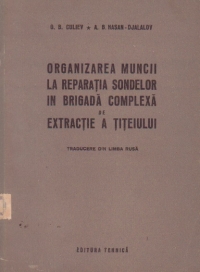 G. G. CULIEV & A. B. HASAN-DJALALOV
ORGANIZAREA MUNCII
LA REPARAȚIA SONDELOR
IN BRIGADĂ COMPLEXĂ
DE
EXTRACȚIE A ȚIȚEIULUI
TRADUCERE DIN LIMBA RUSĂ
EDITURA TEHNICĂ